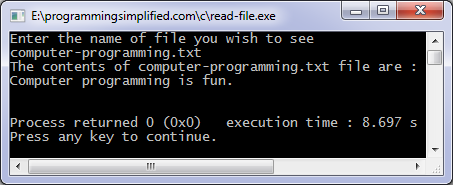 E:\programmingsimplified.com\c\read-file.exe
Enter the name of file you wish to see
computer-programming.txt
The contents of computer-programming.txt file are :
Computer programming is fun.
Process returned 0 (0x0)   execution time : 8.697 s
Press any key to continue.